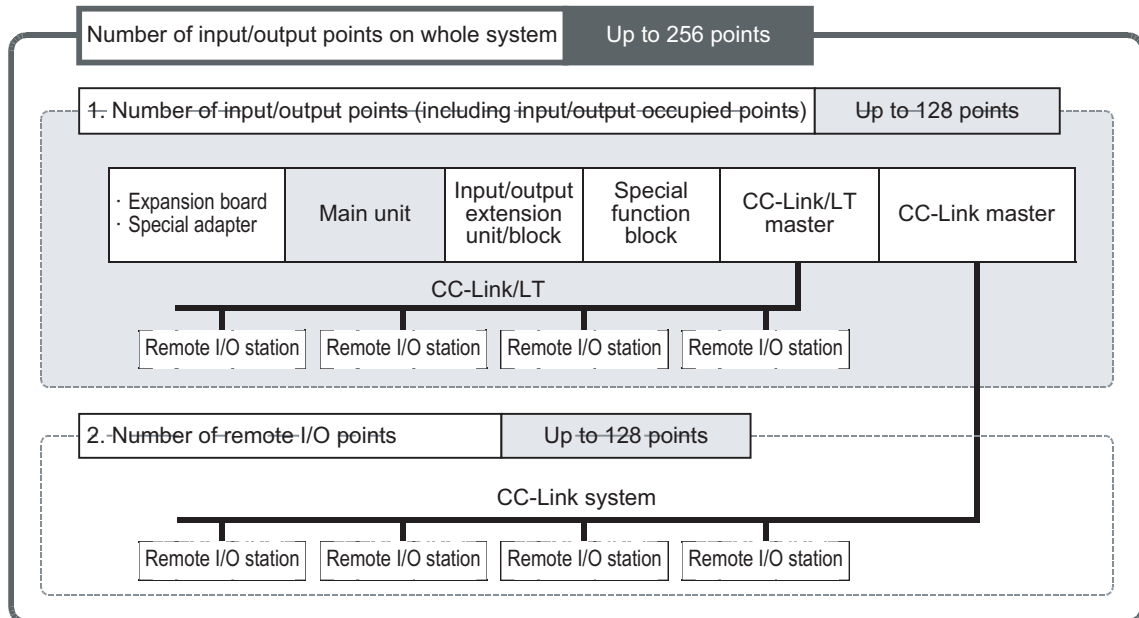 Number of input/output points on whole system Up to 256 points
1. Number of input/output points (including input/output occupied points) Up to 128 points
· Expansion board
· Special adapter
Main unit
Input/output
extension
unit/block
Special
function
block
CC-Link/LT
master
CC-Link master
CC-Link/LT
Remote I/O station Remote I/O station Remote I/O station Remote I/O station
2. Number of remote I/O points Up to 128 points
CC-Link system
Remote I/O station Remote I/O station Remote I/O station Remote I/O station